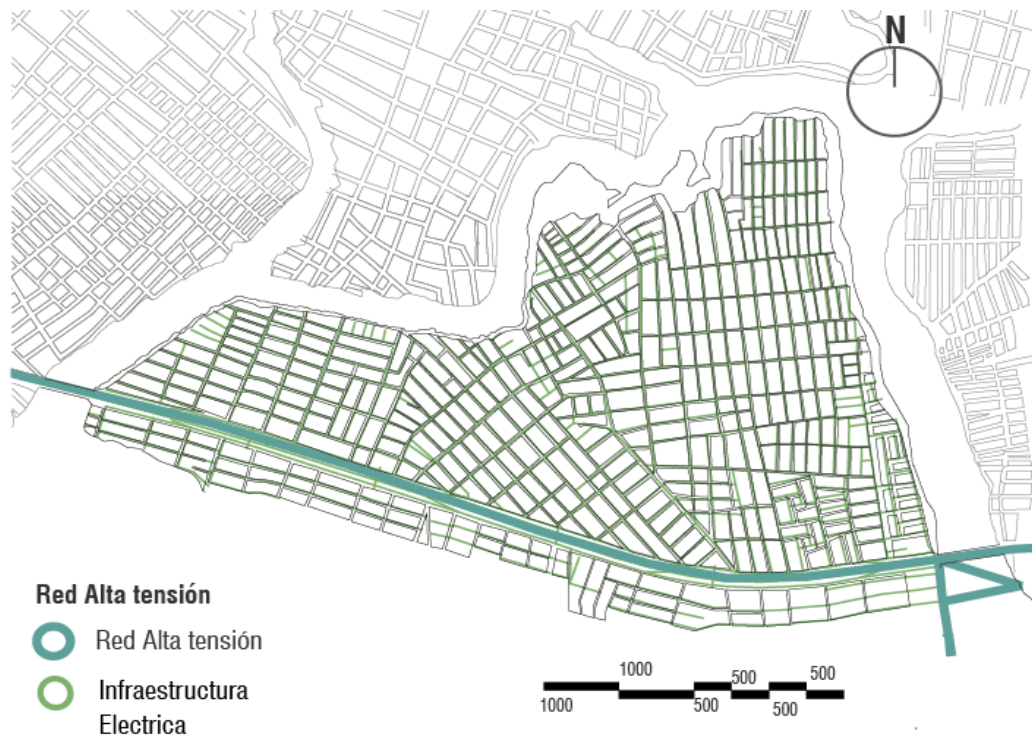 N
Red Alta tensión
Red Alta tensión
Infraestructura
Electrica
1000
500
500
1000
500
500